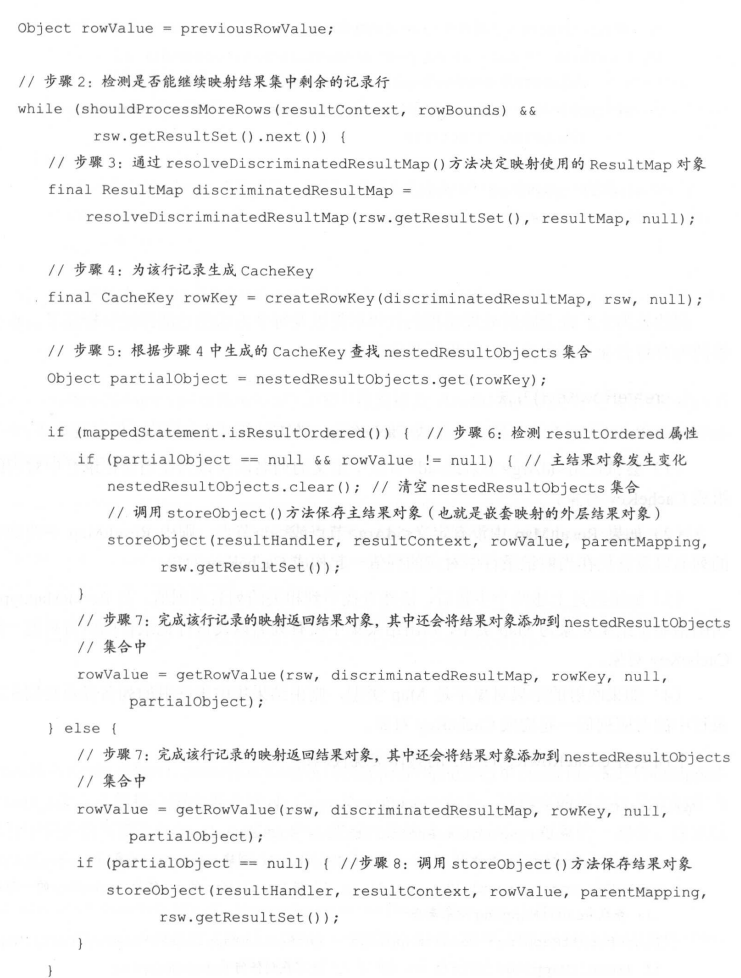 Object rowValue = previousRowValue;
// 步骤 2：检测是否能继续映射结果集中剩余的记录行
while (shouldProcessMoreRows(resultContext, rowBounds) &&
rsw.getResultSet().next()) {
// 步骤 3：通过 resolveDiscriminatedResultMap()方法决定映射使用的 ResultMap 对象
final ResultMap discriminatedResultMap =
resolveDiscriminatedResultMap(rsw.getResultSet(), resultMap, null);
// 步骤 4：为该行记录生成 CacheKey
final CacheKey rowKey = createRowKey(discriminatedResultMap, rsw, null);
// 步骤 5：根据步骤 4 中生成的 CacheKey 查找 nestedResultObjects 集合
Object partialObject = nestedResultObjects.get(rowKey);
if (mappedStatement.isResultOrdered()) { // 步骤 6：检测 resultOrdered 属性
if (partialObject == null && rowValue != null) { // 主结果对象发生变化
nestedResultObjects.clear(); // 清空 nestedResultObjects 集合
// 调用 storeObject()方法保存主结果对象（也就是嵌套映射的外层结果对象）
storeObject(resultHandler, resultContext, rowValue, parentMapping,
rsw.getResultSet());
}
// 步骤 7：完成该行记录的映射返回结果对象，其中还会将结果对象添加到 nestedResultObjects
// 集合中
rowValue = getRowValue(rsw, discriminatedResultMap, rowKey, null,
partialObject);
} else {
// 步骤 7：完成该行记录的映射返回结果对象，其中还会将结果对象添加到 nestedResultObjects
// 集合中
rowValue = getRowValue(rsw, discriminatedResultMap, rowKey, null,
partialObject);
if (partialObject == null) { //步骤 8：调用 storeObject()方法保存结果对象
storeObject(resultHandler, resultContext, rowValue, parentMapping,
rsw.getResultSet());
}
}